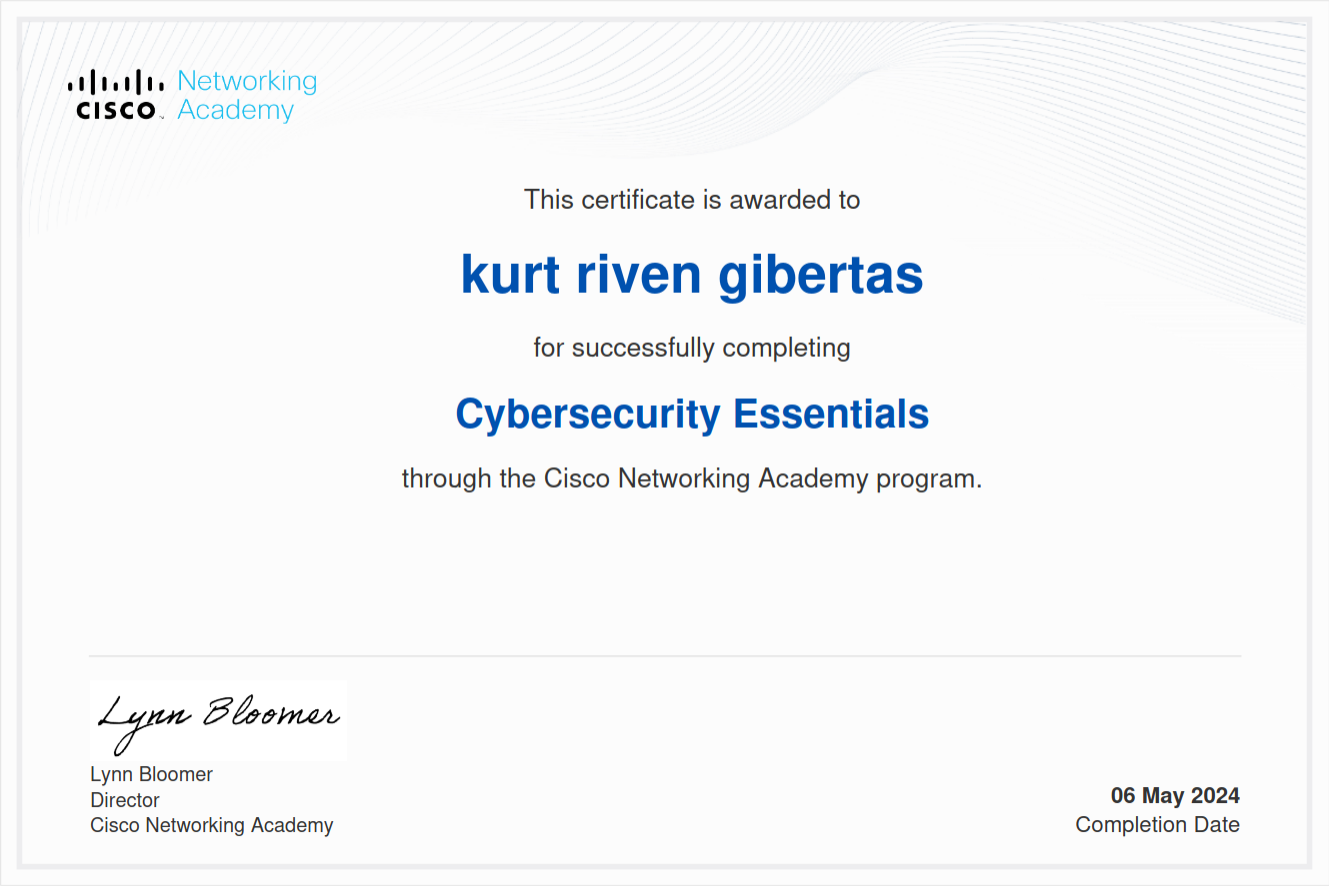 CISCO
Networking
Academy
This certificate is awarded to
kurt riven gibertas
for successfully completing
Cybersecurity Essentials
through the Cisco Networking Academy program.
Lynn Bloomer
Lynn Bloomer
Director
Cisco Networking Academy
06 May 2024
Completion Date